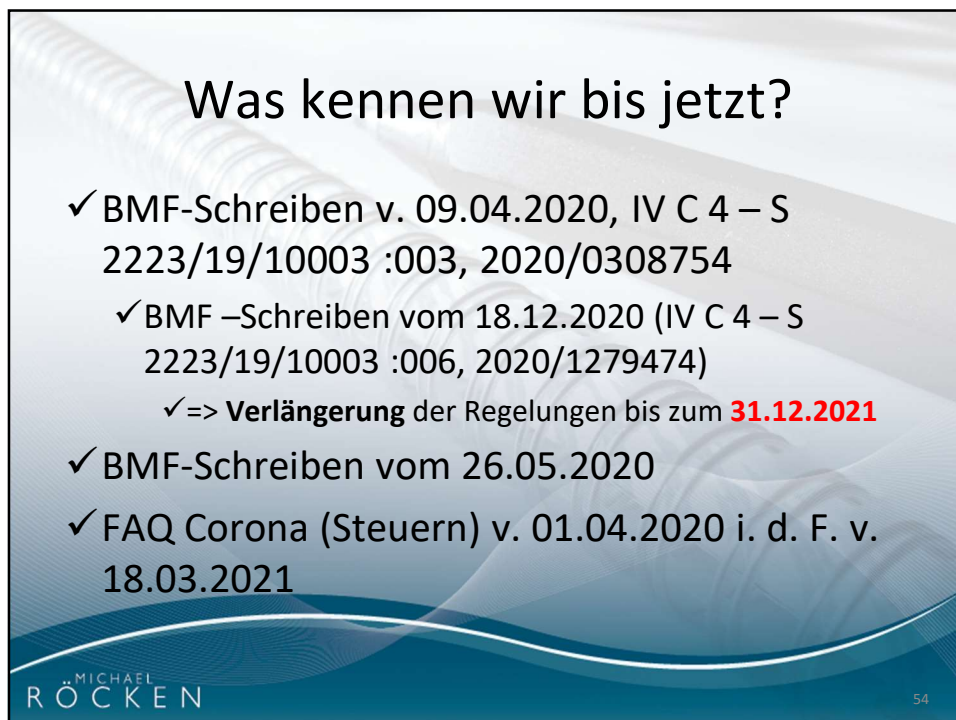 Was kennen wir bis jetzt?
✓BMF-Schreiben v. 09.04.2020, IV C 4 – S
2223/19/10003 :003, 2020/0308754
✓BMF –Schreiben vom 18.12.2020 (IV C 4 – S
2223/19/10003 :006, 2020/1279474)
✓=> Verlängerung der Regelungen bis zum 31.12.2021
✓BMF-Schreiben vom 26.05.2020
✓FAQ Corona (Steuern) v. 01.04.2020 i. d. F. v.
18.03.2021
MICHAEL
RÖCKEN
54